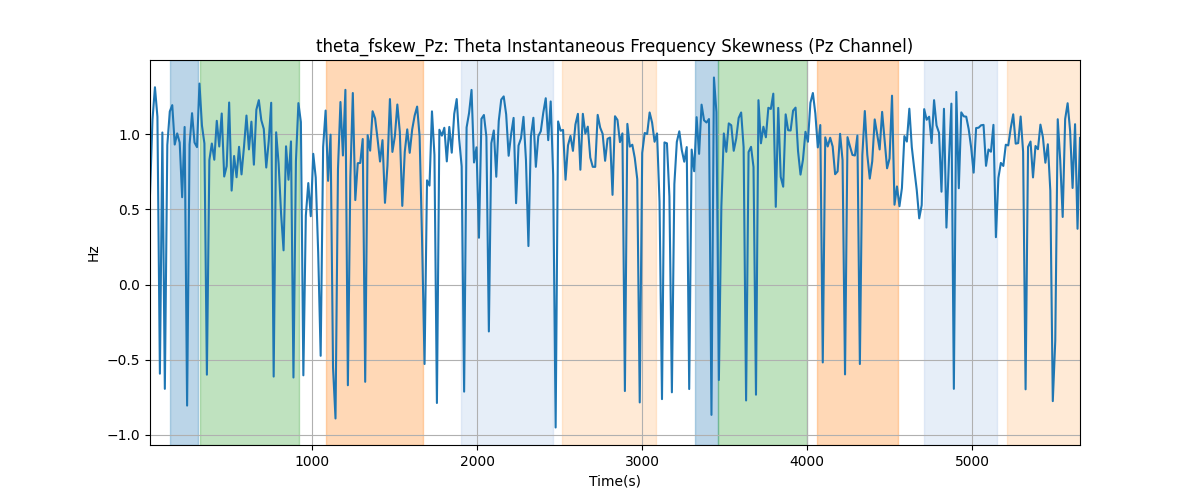 theta_fskew_Pz: Theta Instantaneous Frequency Skewness (Pz Channel)
Hz
1.0
0.5
0.0
−0.5
−1.0
1000 2000 3000 4000 5000
Time(s)